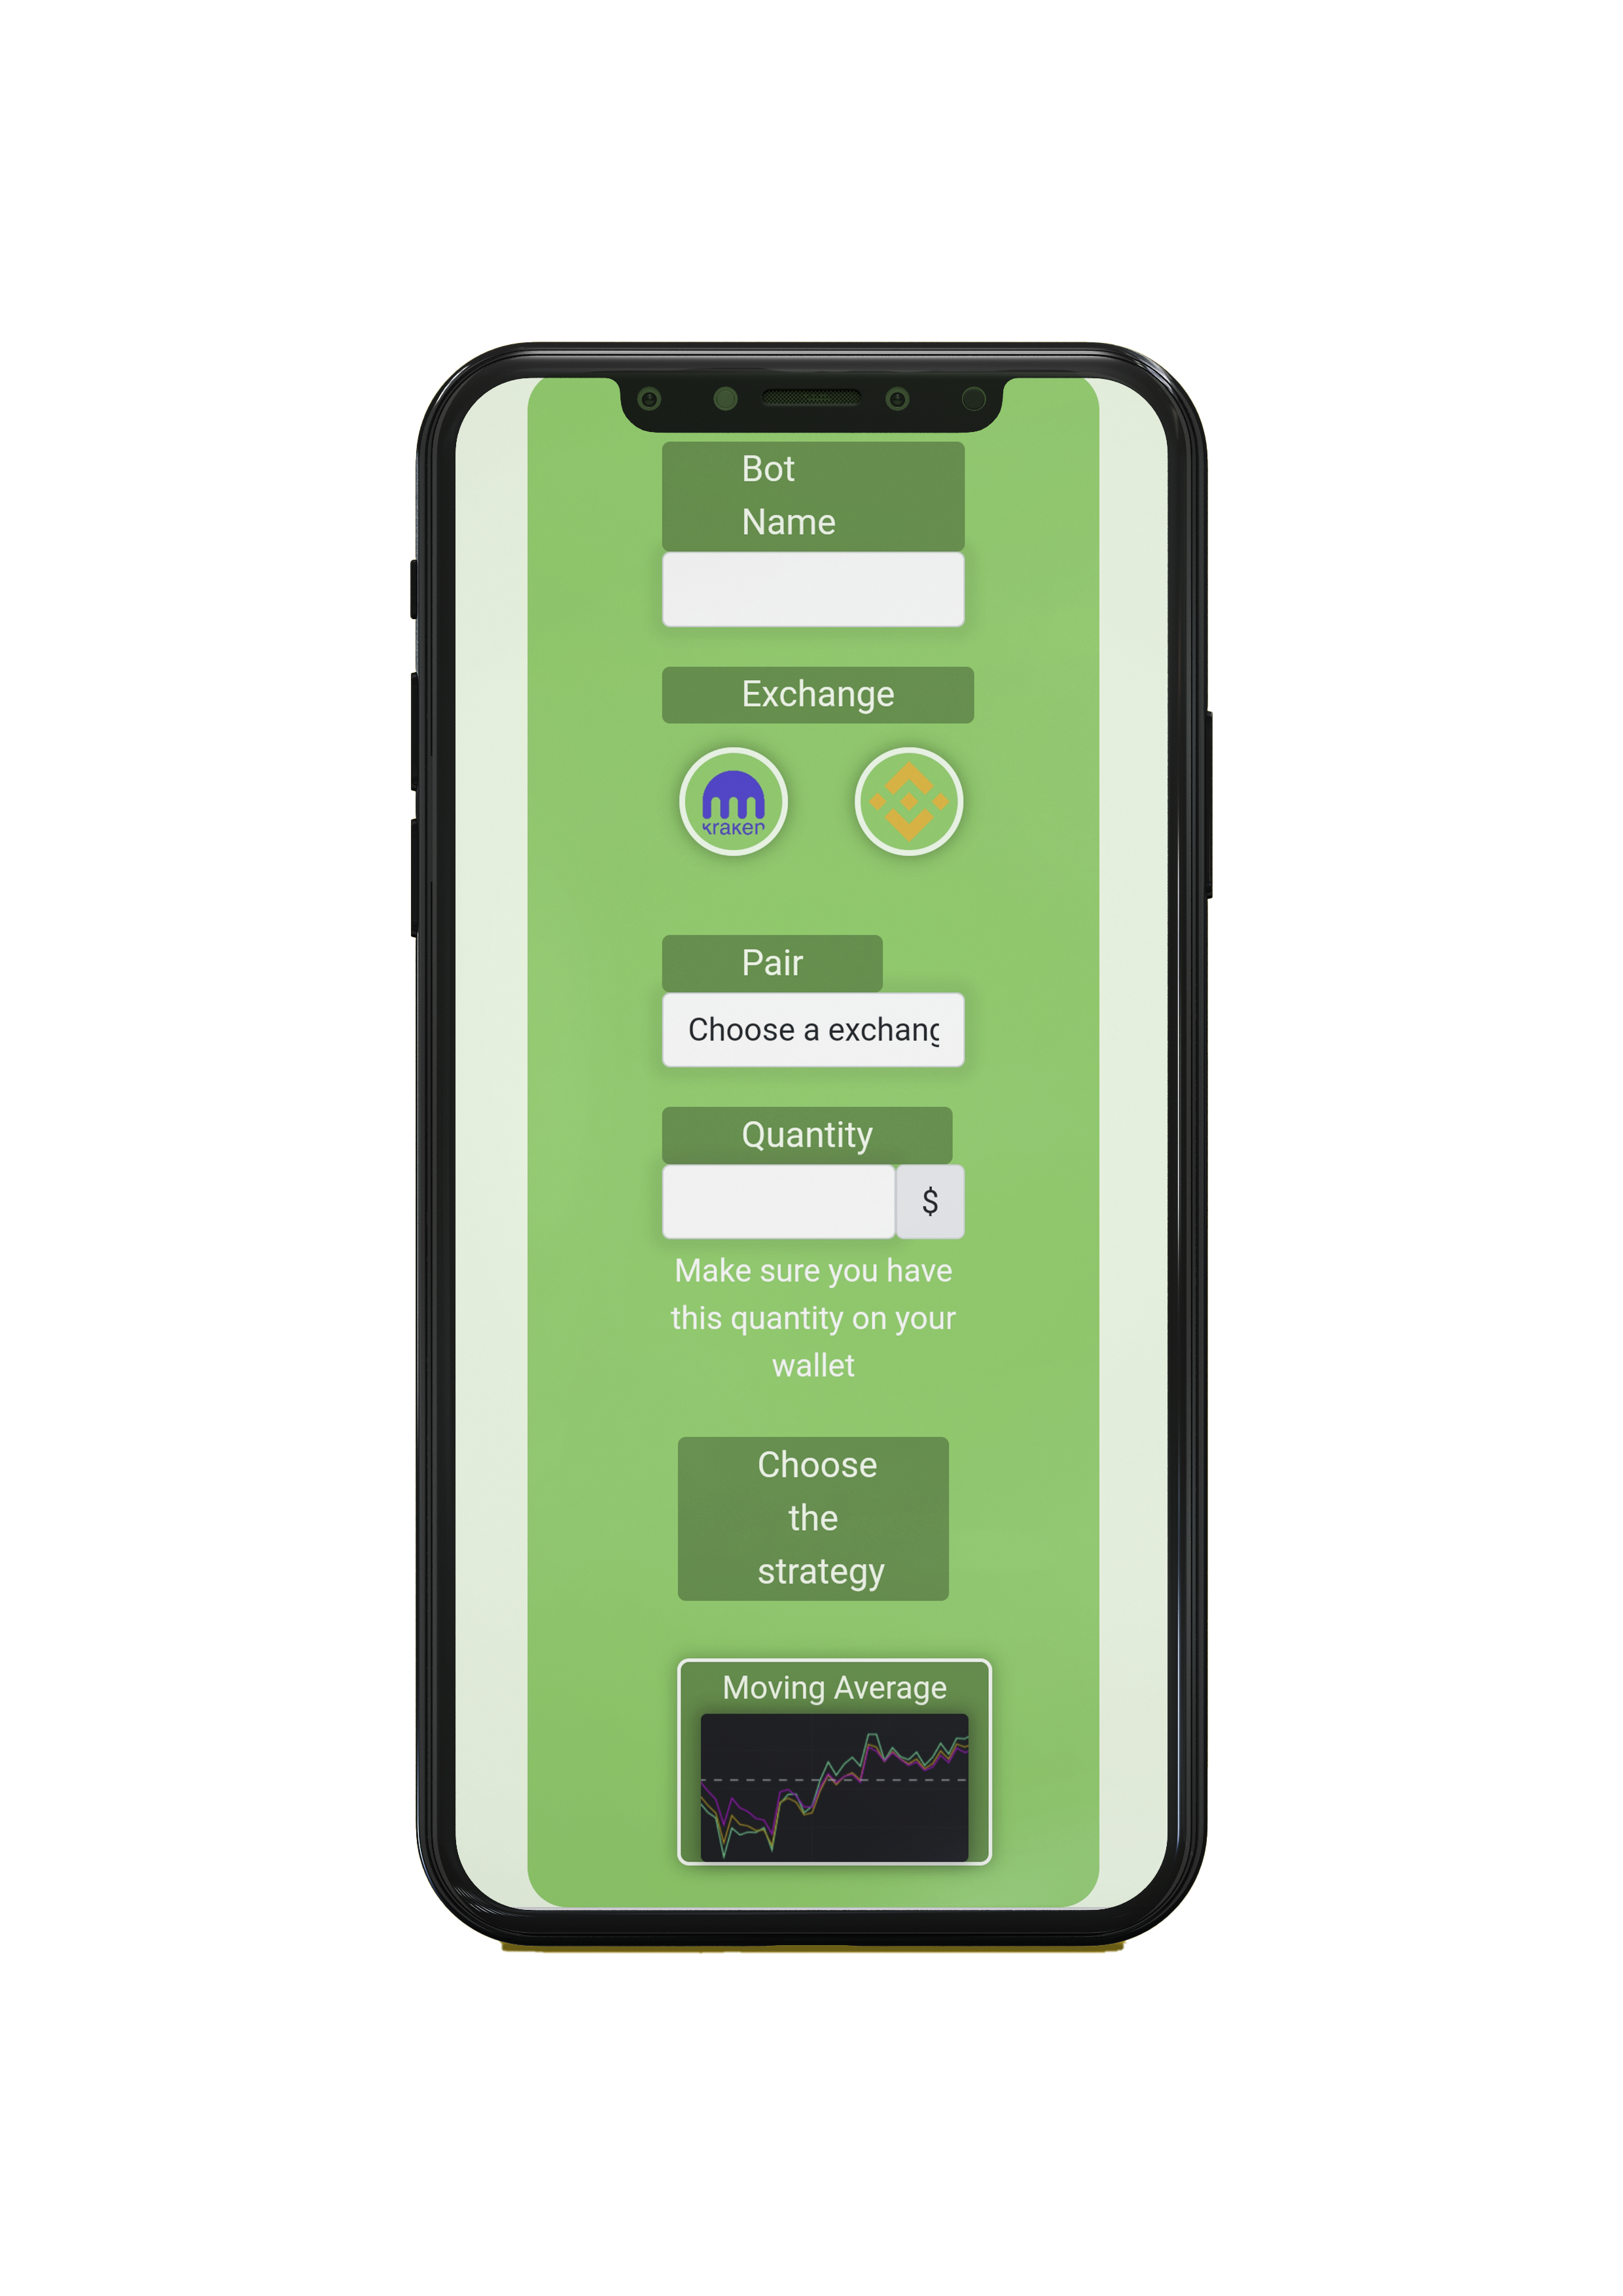 Bot
Name
Exchange
kraken
Pair
Choose a exchang
Quantity
$
Make sure you have
this quantity on your
wallet
Choose
the
strategy
Moving Average